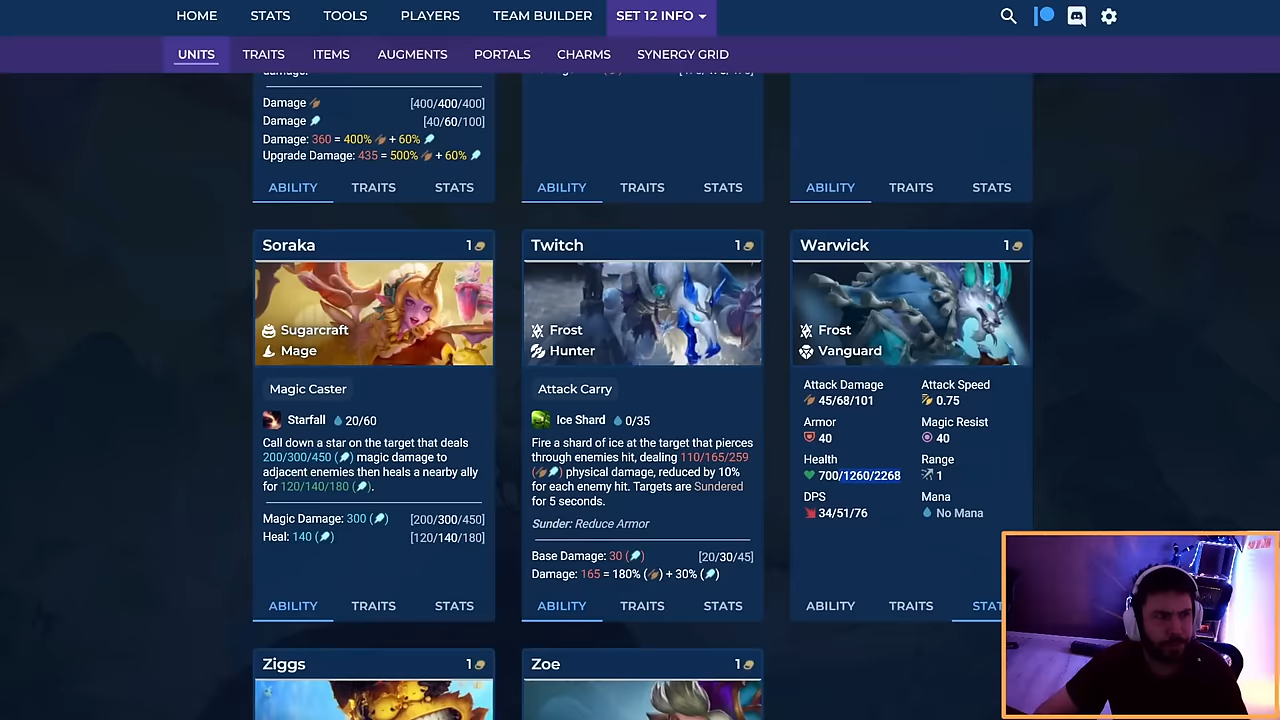 HOME STATS TOOLS PLAYERS TEAM BUILDER SET 12 INFO
UNITS TRAITS ITEMS AUGMENTS PORTALS CHARMS SYNERGY GRID
damage.
Damage [400/400/400]
Damage [40/60/100]
Damage: 360 = 400% + 60%
Upgrade Damage: 435 = 500% + 60%
ABILITY TRAITS STATS
ABILITY TRAITS STATS
ABILITY TRAITS STATS
Soraka 1
Sugarcraft
Mage
Magic Caster
Starfall 20/60
Call down a star on the target that deals
200/300/450 ( ) magic damage to
adjacent enemies then heals a nearby ally
for 120/140/180 ( ).
Magic Damage: 300 ( ) [200/300/450]
Heal: 140 ( ) [120/140/180]
ABILITY TRAITS STATS
Twitch 1
Frost
Hunter
Attack Carry
Ice Shard 0/35
Fire a shard of ice at the target that pierces
through enemies hit, dealing 110/165/259
( ) physical damage, reduced by 10%
for each enemy hit. Targets are Sundered
for 5 seconds.
Sunder: Reduce Armor
Base Damage: 30 ( ) [20/30/45]
Damage: 165 = 180% ( ) + 30% ( )
ABILITY TRAITS STATS
Warwick 1
Frost
Vanguard
Attack Damage Attack Speed
45/68/101 0.75
Armor Magic Resist
40 40
Health Range
700/1260/2268 1
DPS Mana
34/51/76 No Mana
ABILITY TRAITS STAT
Ziggs 1
Zoe 1